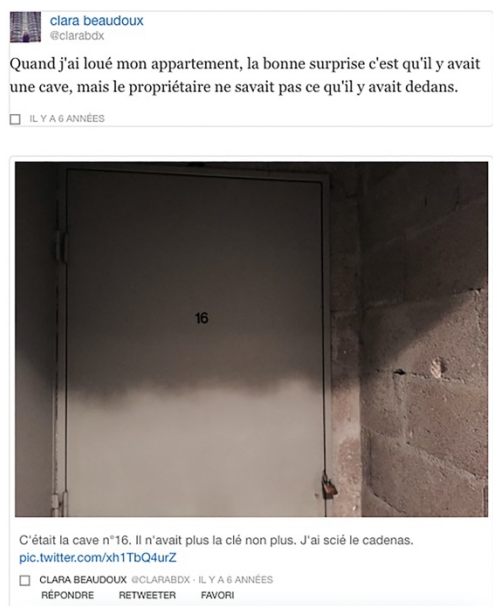 clara beaudoux
@clarabdx
Quand j'ai loué mon appartement, la bonne surprise c'est qu'il y avait
une cave, mais le propriétaire ne savait pas ce qu'il y avait dedans.
IL Y A 6 ANNÉES
16
C'était la cave n°16. Il n'avait plus la clé non plus. J'ai scié le cadenas.
pic.twitter.com/xh1TbQ4urZ
CLARA BEAUDOUX @CLARABDX · IL Y A 6 ANNÉES
RÉPONDRE RETWEETER FAVORI